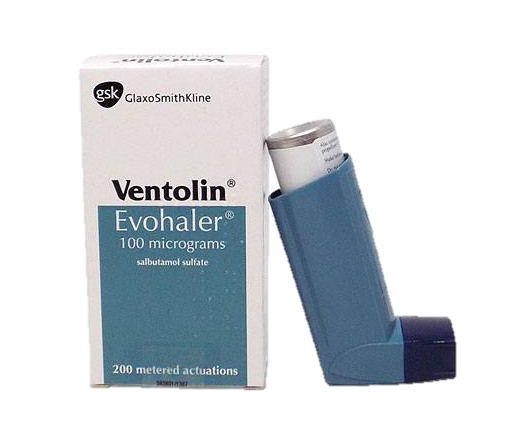 gsk GlaxoSmithKline
Ventolin®
Evohaler®
100 micrograms
salbutamol sulfate
200 metered actuations